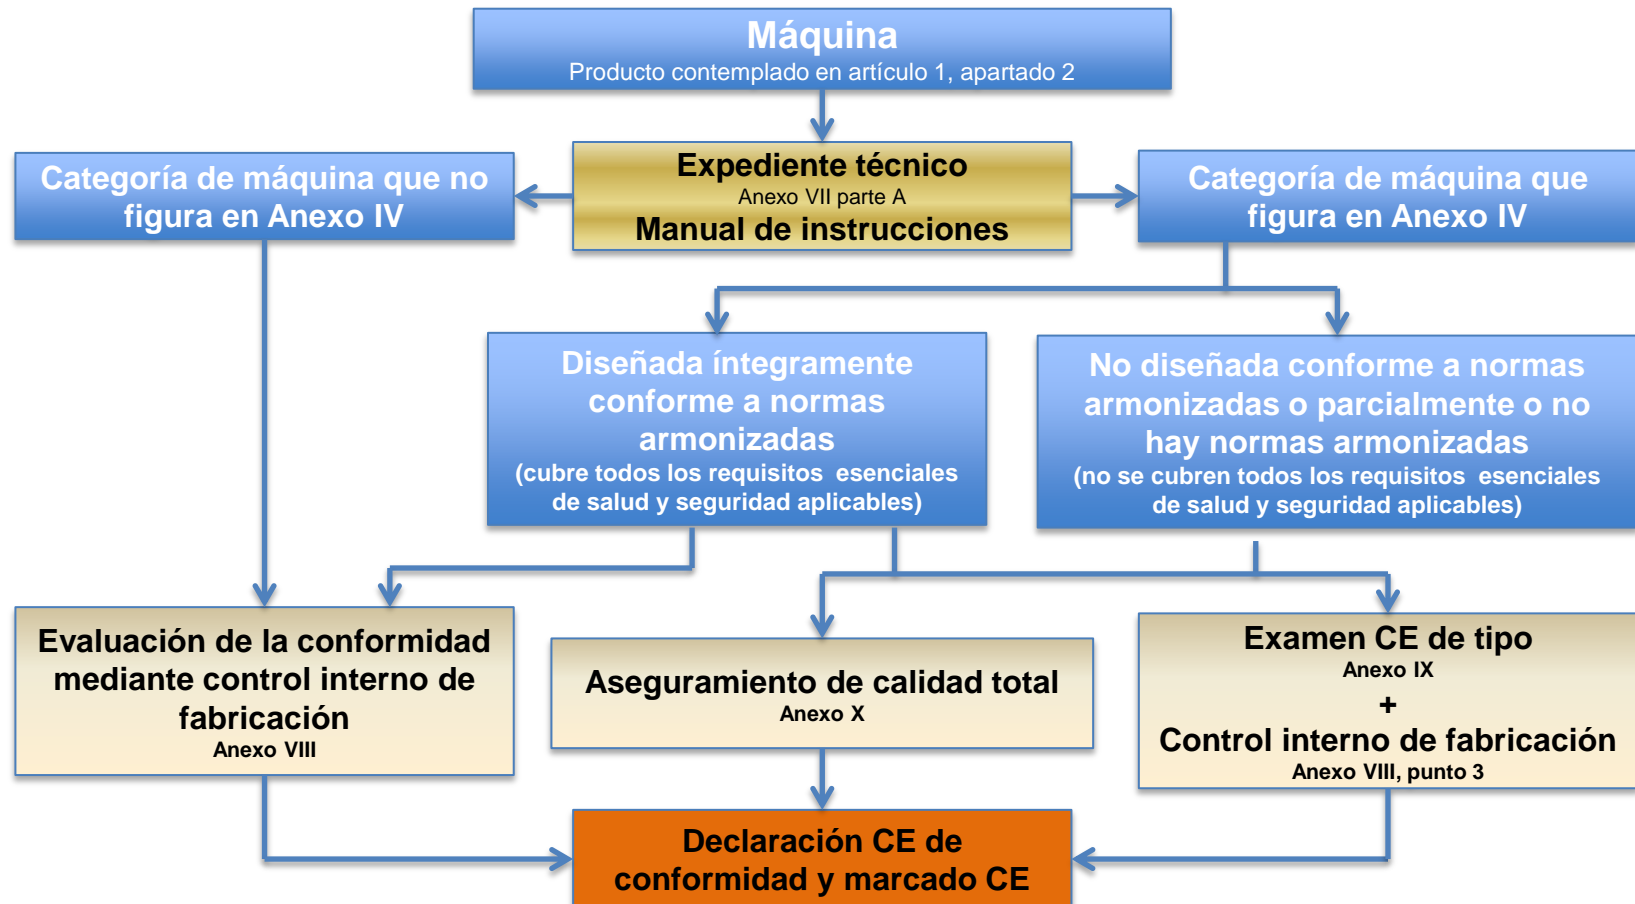 Máquina
Producto contemplado en artículo 1, apartado 2
Categoría de máquina que no
figura en Anexo IV
Expediente técnico
Anexo VII parte A
Manual de instrucciones
Categoría de máquina que
figura en Anexo IV
Diseñada íntegramente
conforme a normas
armonizadas
(cubre todos los requisitos esenciales
de salud y seguridad aplicables)
No diseñada conforme a normas
armonizadas o parcialmente o no
hay normas armonizadas
(no se cubren todos los requisitos esenciales
de salud y seguridad aplicables)
Evaluación de la conformidad
mediante control interno de
fabricación
Anexo VIII
Aseguramiento de calidad total
Anexo X
Examen CE de tipo
Anexo IX
+
Control interno de fabricación
Anexo VIII, punto 3
Declaración CE de
conformidad y marcado CE